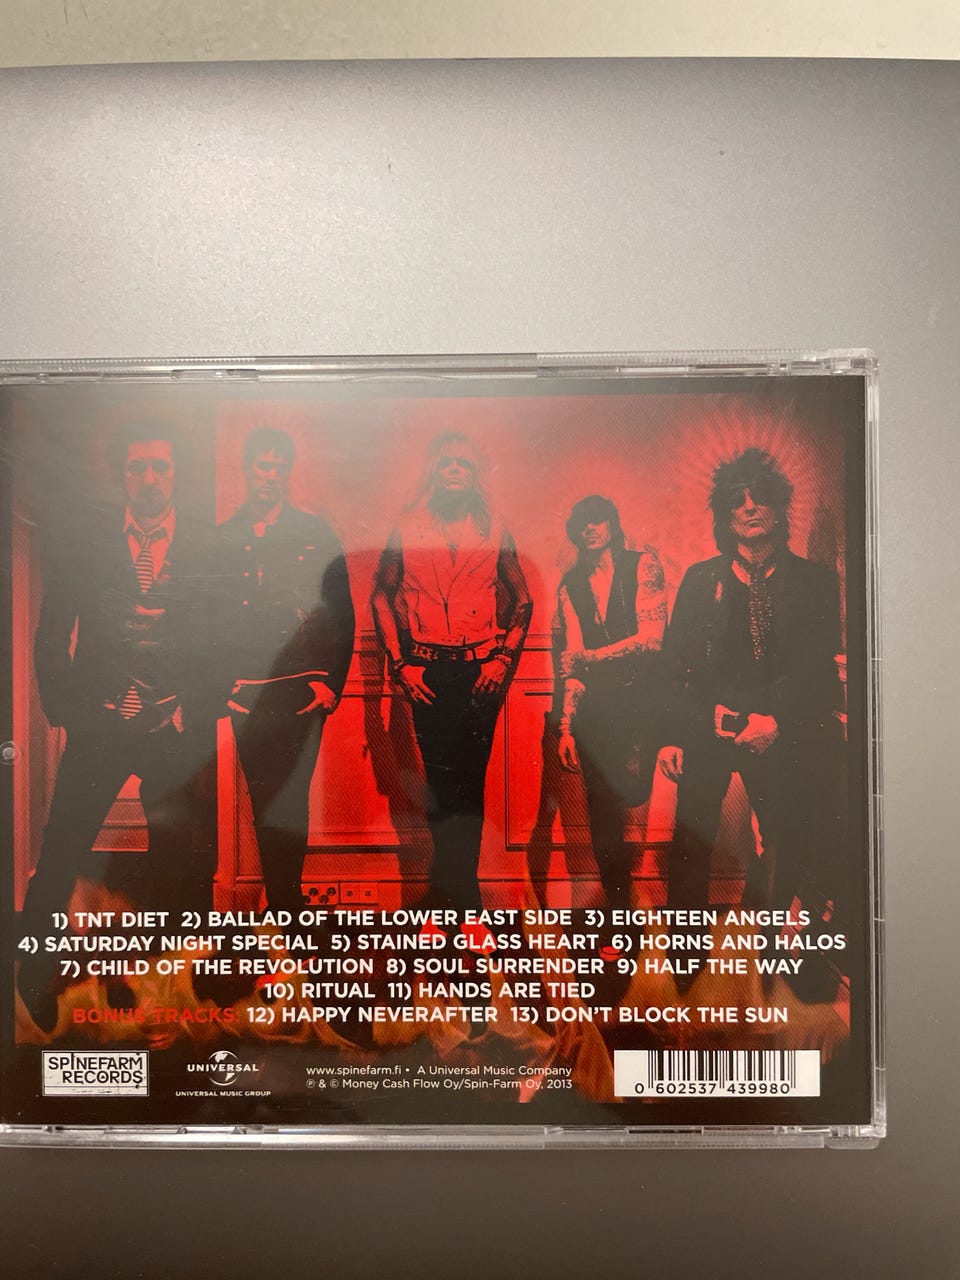 1) TNT DIET 2) BALLAD OF THE LOWER EAST SIDE 3) EIGHTEEN ANGELS
4) SATURDAY NIGHT SPECIAL 5) STAINED GLASS HEART 6) HORNS AND HALOS
7) CHILD OF THE REVOLUTION 8) SOUL SURRENDER 9) HALF THE WAY
10) RITUAL 11) HANDS ARE TIED
BONUS TRACKS: 12) HAPPY NEVERAFTER 13) DON'T BLOCK THE SUN
SPINEFARM
RECORDS
UNIVERSAL
UNIVERSAL MUSIC GROUP
www.spinefarm.fi • A Universal Music Company
℗ & © Money Cash Flow Oy/Spin-Farm Oy, 2013
0 602537 439980